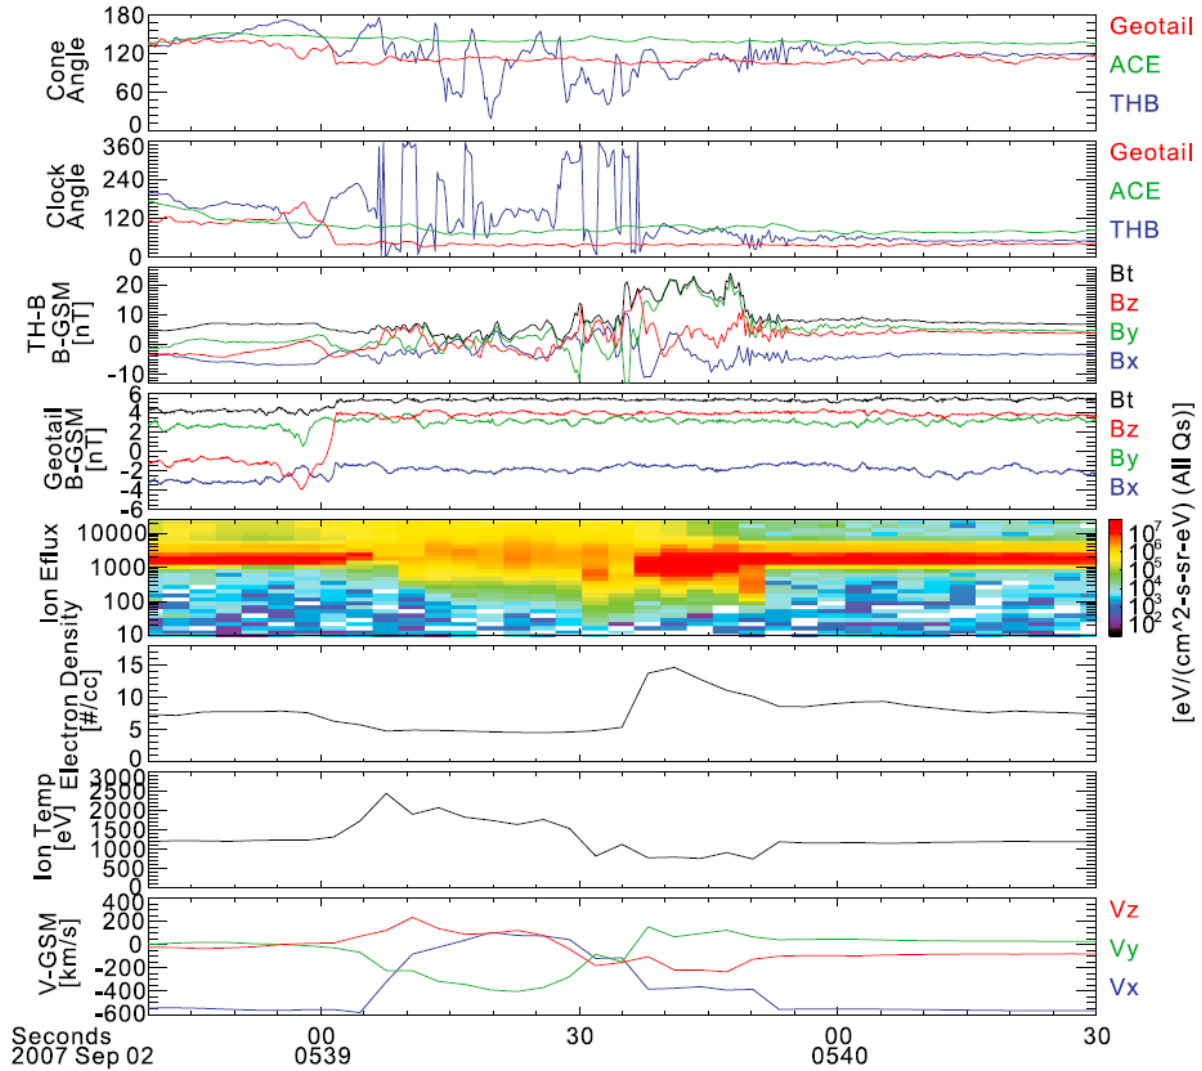 Cone
Angle
180
120
60
0
Geotail
ACE
THB
Clock
Angle
360
240
120
0
Geotail
ACE
THB
TH-B
B-GSM
[nT]
20
10
0
-10
Bt
Bz
By
Bx
Geotail
B-GSM
[nT]
6
4
2
0
-2
-4
-6
Bt
Bz
By
Bx
Ion Eflux
10000
1000
100
10
10^7
10^6
10^5
10^4
10^3
10^2
[eV/(cm^2-s-sr-eV) (All Qs)]
Electron Density
[#/cc]
15
10
5
0
Ion Temp
[eV]
3000
2500
2000
1500
1000
500
0
V-GSM
[km/s]
400
200
0
-200
-400
-600
Vz
Vy
Vx
Seconds 00 30 00 30
2007 Sep 02 0539 0540